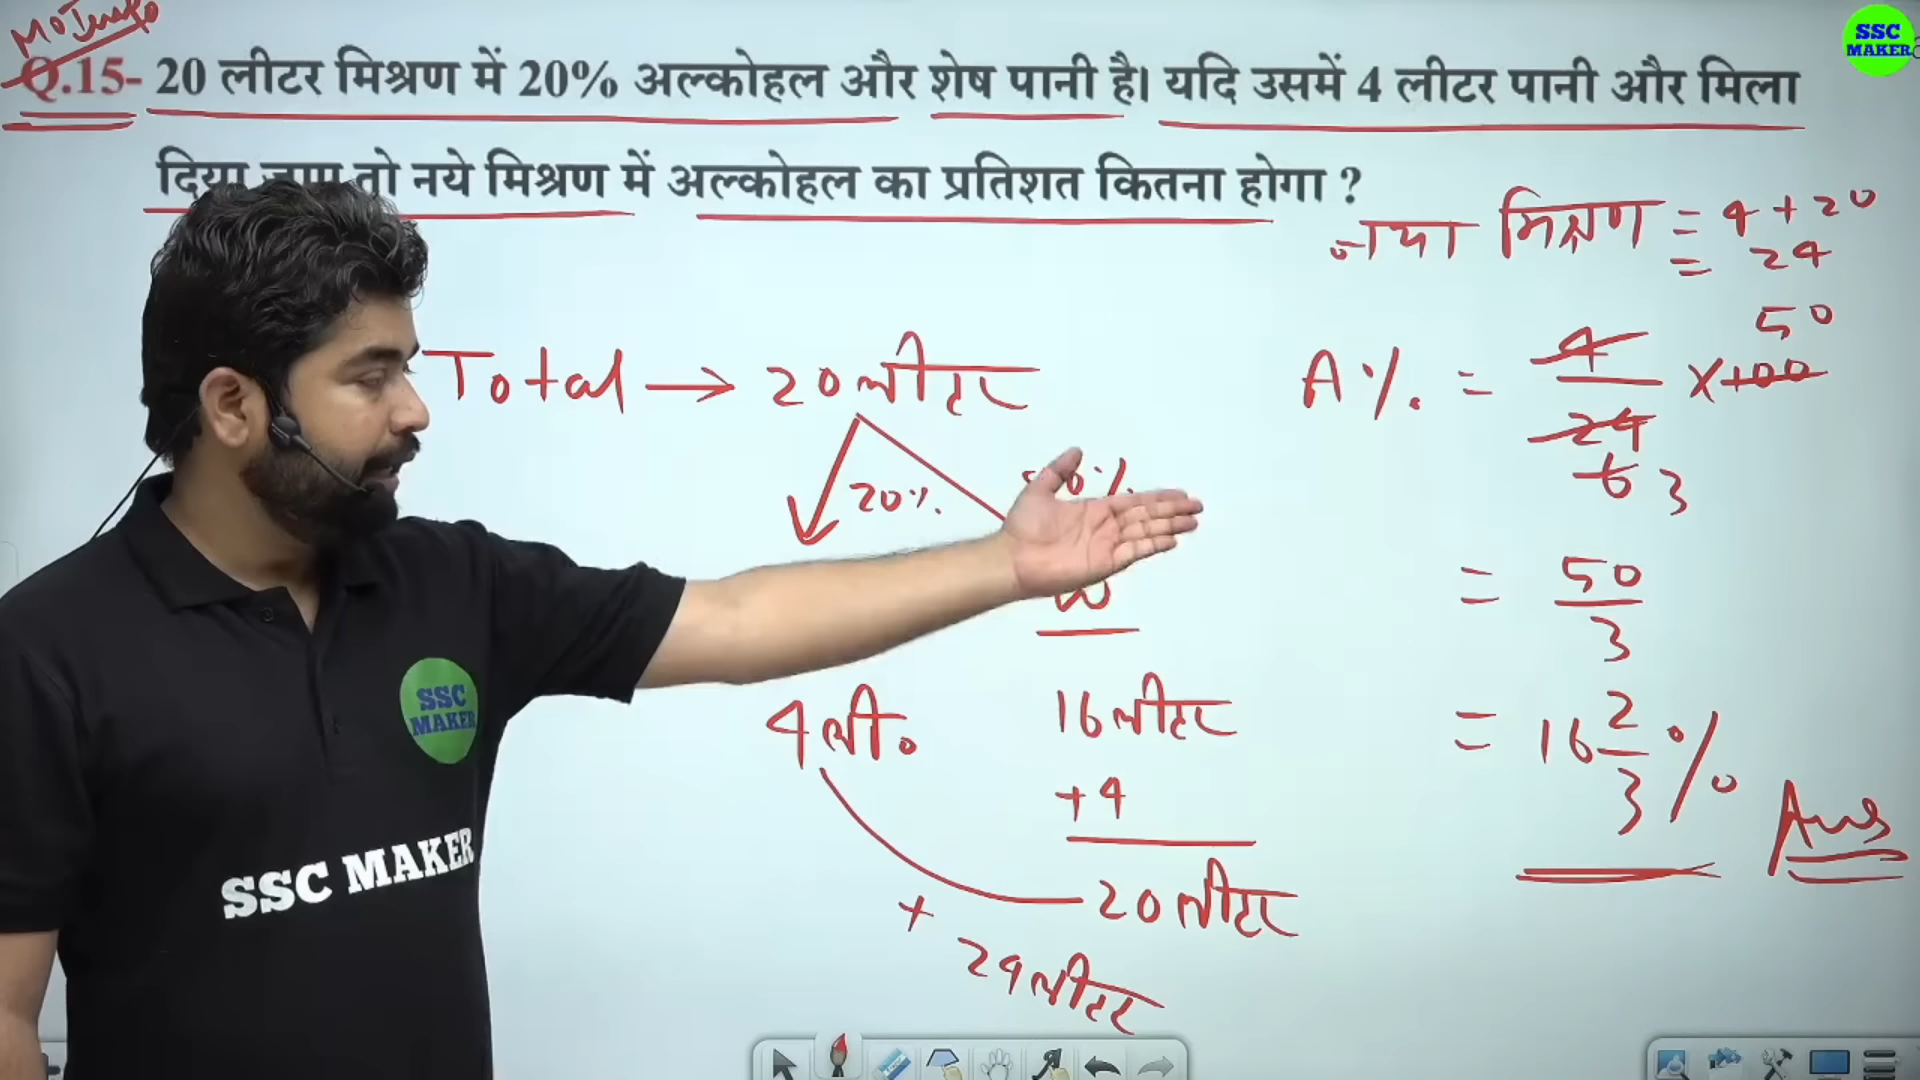 SSC MAKER
Q.15- 20 लीटर मिश्रण में 20% अल्कोहल और शेष पानी है। यदि उसमें 4 लीटर पानी और मिला
दिया जाए तो नये मिश्रण में अल्कोहल का प्रतिशत कितना होगा ?
नया मिश्रण = 4 + 20
= 24
Total → 20 लीटर
20%
4 ली०
16 लीटर
+4
20 लीटर
+
24 लीटर
A% = 4/24 × 100
50
6 3
= 50/3
= 16 2/3 %
Ans
SSC MAKER
SSC MAKER